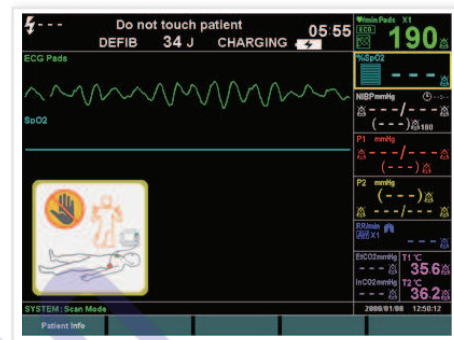 - - - Do not touch patient 05:55
DEFIB 34 J CHARGING
ECG Pads
SpO2
SYSTEM: Scan Mode
Patient Info
♥/min Pads X1
ECG 190
%SpO2
- - -
NIBPmmHg --:--
- - -/- - -
(- - -) 180
P1 mmHg
- - -/- - -
(- - -)
P2 mmHg
(- - -)
- - -/- - -
RR/min
X1
- - -
EtCO2mmHg T1 °C
- - - 35.6
InCO2mmHg T2 °C
- - - 36.2
2000/01/08 12:50:12